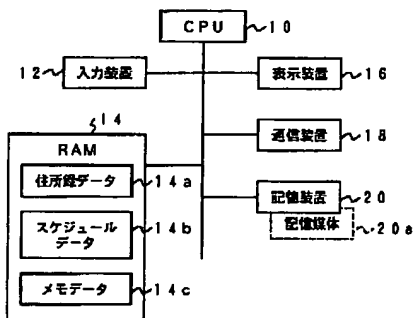 CPU 10
12 入力装置
表示装置 16
14
通信装置 18
RAM
住所録データ 14a
記憶装置 20
記憶媒体 20a
スケジュール
データ 14b
メモデータ 14c